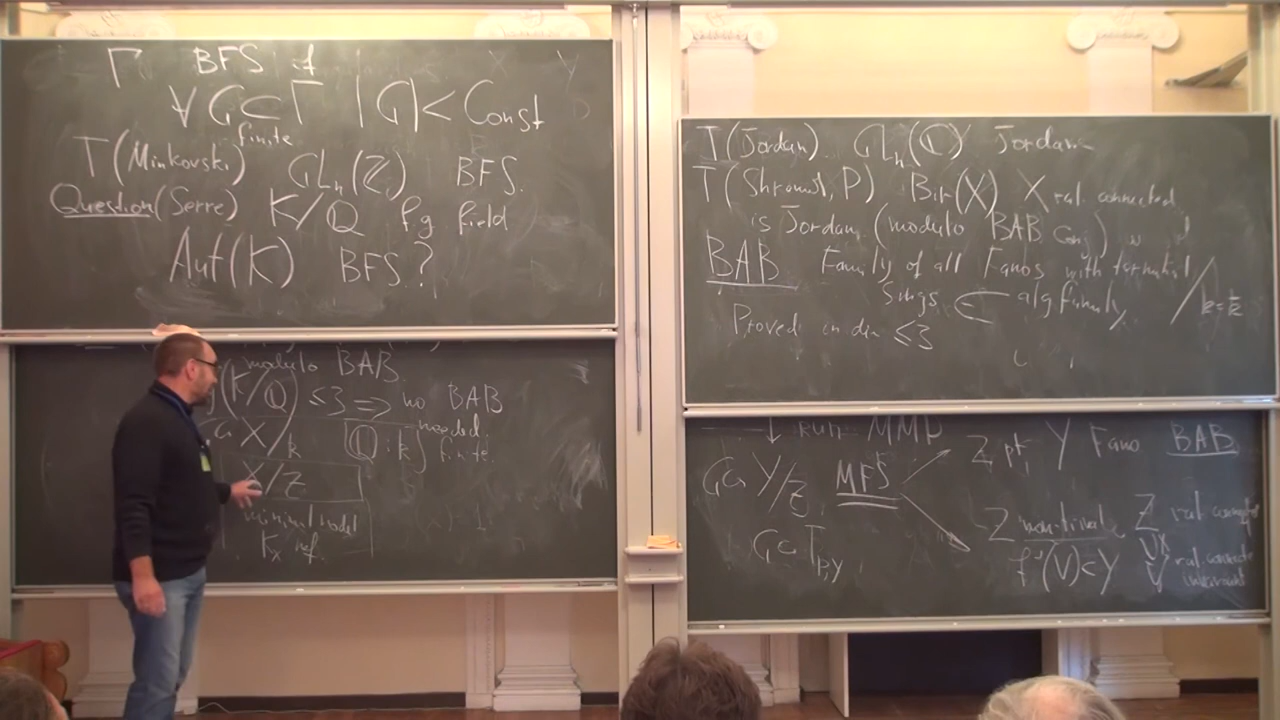 Γ BFS if
∀ G ⊂ Γ |G| < Const
finite
T(Minkovski) GLn(Z) BFS.
Question(Serre) K/Q f.g. field
Aut(K) BFS?
modulo BAB
(K/Q) ≤3 ⇒ no BAB
needed
X/k [Q:k] finite
X/Z
minimal model
Kx nef.
T(Jordan) GLn(C) Jordan
T(Shramov, P) Bir(X) X rat. connected
is Jordan (modulo BAB Conj)
BAB Family of all Fanos with terminal
Sings ⊂ alg. family
Proved in dim ≤3
↓ run MMP
G Y/Z MFS Z pt, Y Fano BAB
G ⊂ TP,Y
Z non-trivial Z rat connected
f⁻¹(V) ⊂ Y V rat. connecte